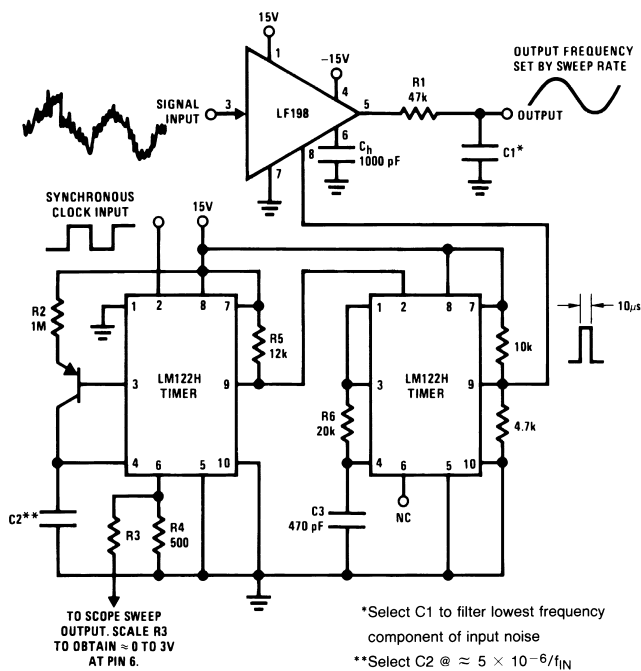 15V
1
-15V
OUTPUT FREQUENCY
SET BY SWEEP RATE
SIGNAL
INPUT
3
LF198
4
5
R1
47k
OUTPUT
6
8
Ch
1000 pF
7
C1*
SYNCHRONOUS
CLOCK INPUT
15V
R2
1M
1
2
8
7
R5
12k
LM122H
TIMER
3
9
4
6
5
10
C2**
R3
R4
500
1
2
8
7
10k
10μs
LM122H
TIMER
3
9
R6
20k
4.7k
4
6
5
10
C3
470 pF
NC
TO SCOPE SWEEP
OUTPUT. SCALE R3
TO OBTAIN ≈ 0 TO 3V
AT PIN 6.
*Select C1 to filter lowest frequency
component of input noise
**Select C2 @ ≈ 5 × 10⁻⁶/fIN